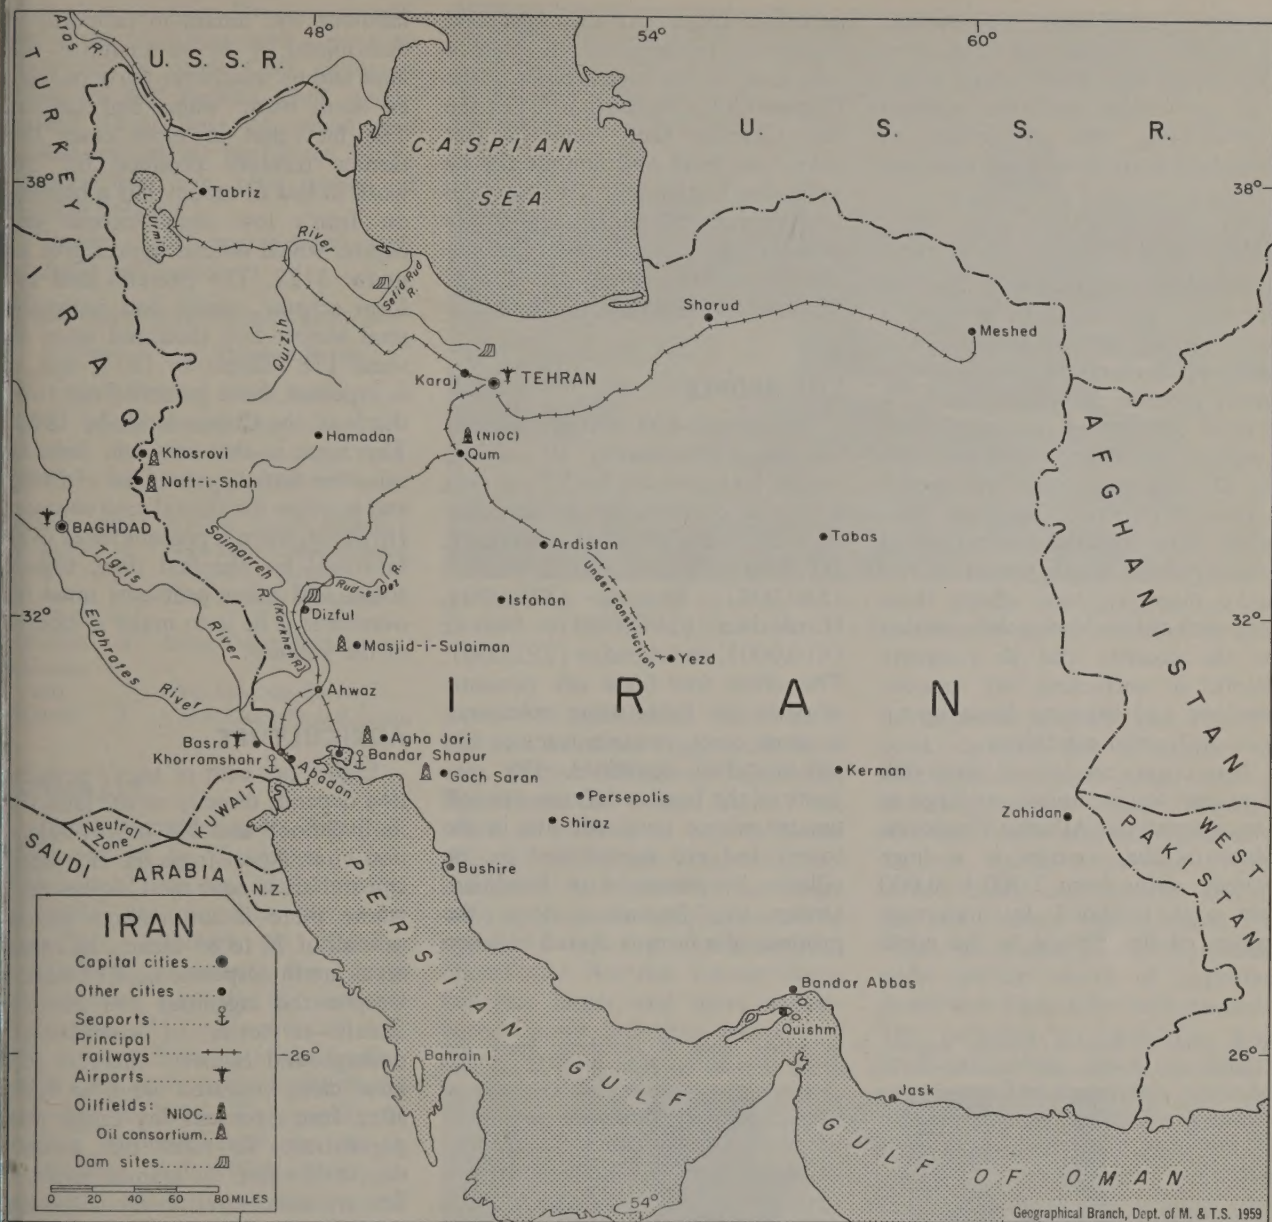 48°
54°
60°
Aras R.
U. S. S. R.
TURKEY
CASPIAN
SEA
U. S. S. R.
38°
38°
Tabriz
L. Urmia
River
Sefid Rud R.
Quizih
IRAQ
Sharud
Meshed
Karaj
TEHRAN
Hamadan
(NIOC)
Qum
Khosrovi
Naft-i-Shah
BAGHDAD
AFGHANISTAN
Saimarreh R.
(Karkheh R.)
Tigris River
Euphrates River
Rud-e-Dez R.
Ardistan
Under construction
Tabas
Dizful
Isfahan
32°
32°
Masjid-i-Sulaiman
Yezd
Ahwaz
IRAN
Basra
Khorramshahr
Abadan
Agha Jari
Bandar Shapur
Gach Saran
Kerman
Persepolis
Shiraz
Zahidan
WEST
PAKISTAN
KUWAIT
Neutral
Zone
SAUDI ARABIA
N.Z.
Bushire
PERSIAN GULF
Bandar Abbas
Quishm
Bahrain I.
26°
26°
Jask
GULF OF OMAN
54°
IRAN
Capital cities....
Other cities......
Seaports..........
Principal
railways........
Airports...........
Oilfields: NIOC..
Oil consortium..
Dam sites........
0 20 40 60 80 MILES
Geographical Branch, Dept. of M. & T.S. 1959